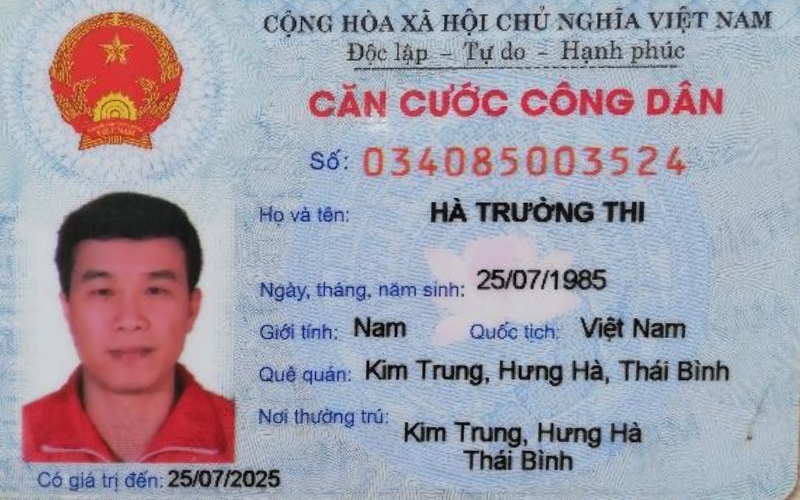 CỘNG HÒA XÃ HỘI CHỦ NGHĨA VIỆT NAM
Độc lập - Tự do - Hạnh phúc
CĂN CƯỚC CÔNG DÂN
Số: 034085003524
Họ và tên: HÀ TRƯỜNG THI
Ngày, tháng, năm sinh: 25/07/1985
Giới tính: Nam Quốc tịch: Việt Nam
Quê quán: Kim Trung, Hưng Hà, Thái Bình
Nơi thường trú: Kim Trung, Hưng Hà
Thái Bình
Có giá trị đến: 25/07/2025